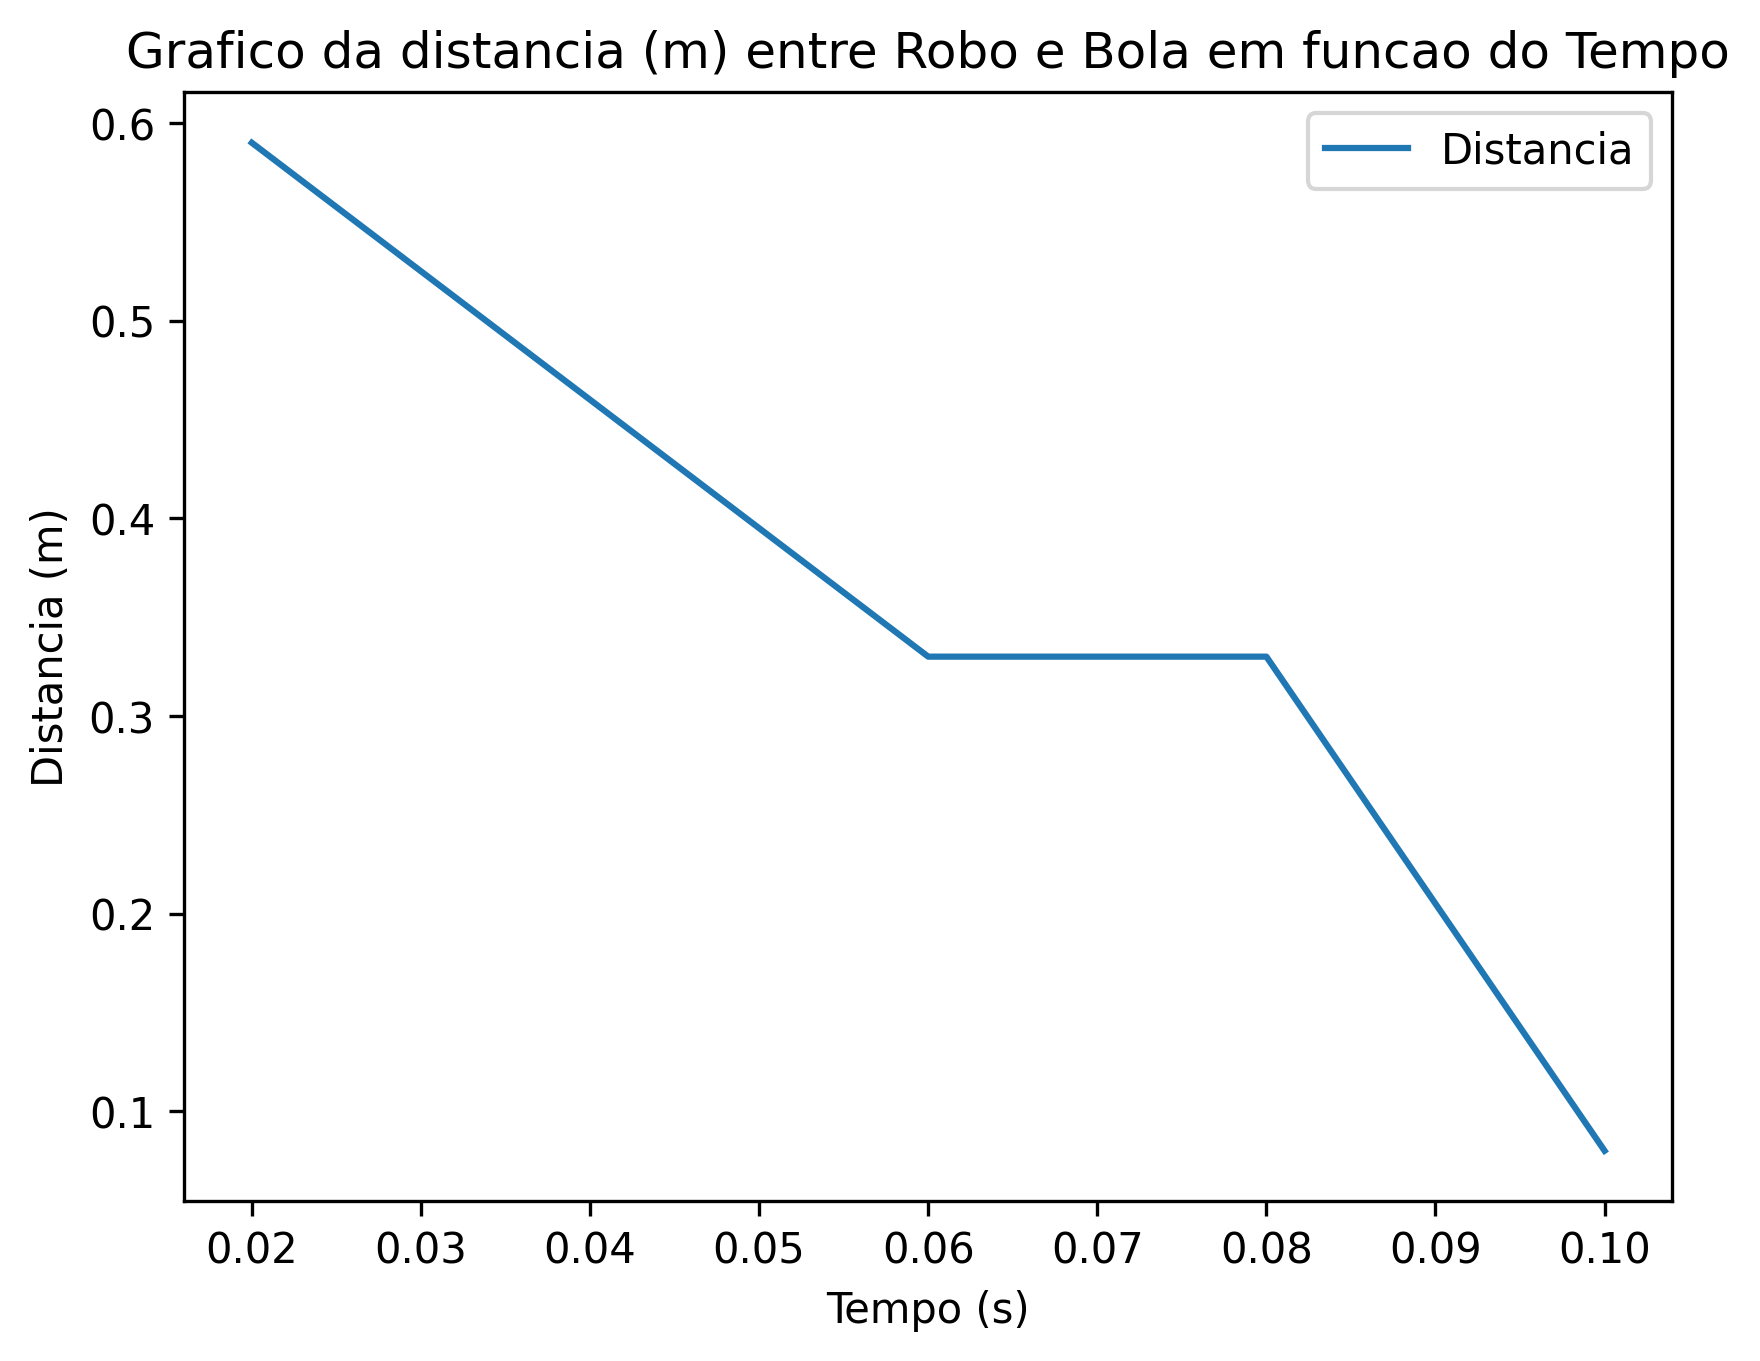 Grafico da distancia (m) entre Robo e Bola em funcao do Tempo
Distancia
Distancia (m)
0.6
0.5
0.4
0.3
0.2
0.1
0.02 0.03 0.04 0.05 0.06 0.07 0.08 0.09 0.10
Tempo (s)